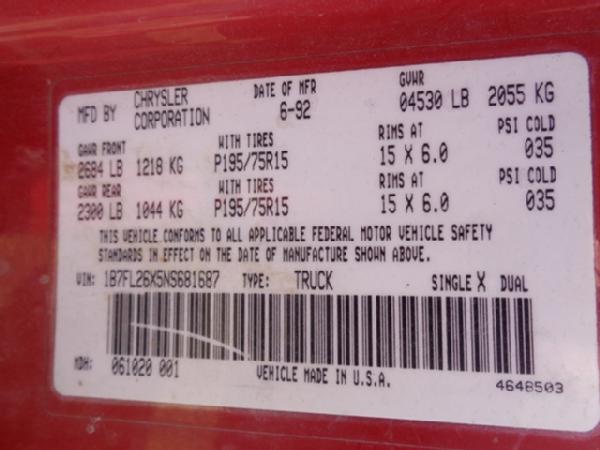 MFD BY CHRYSLER CORPORATION DATE OF MFR 6-92 GVWR 04530 LB 2055 KG
GAWR FRONT WITH TIRES RIMS AT PSI COLD
2684 LB 1218 KG P195/75R15 15 X 6.0 035
GAWR REAR WITH TIRES RIMS AT PSI COLD
2300 LB 1044 KG P195/75R15 15 X 6.0 035
THIS VEHICLE CONFORMS TO ALL APPLICABLE FEDERAL MOTOR VEHICLE SAFETY
STANDARDS IN EFFECT ON THE DATE OF MANUFACTURE SHOWN ABOVE.
VIN: 1B7FL26X5NS681687 TYPE: TRUCK SINGLE X DUAL
MDH: 061020 001 VEHICLE MADE IN U.S.A. 4648503